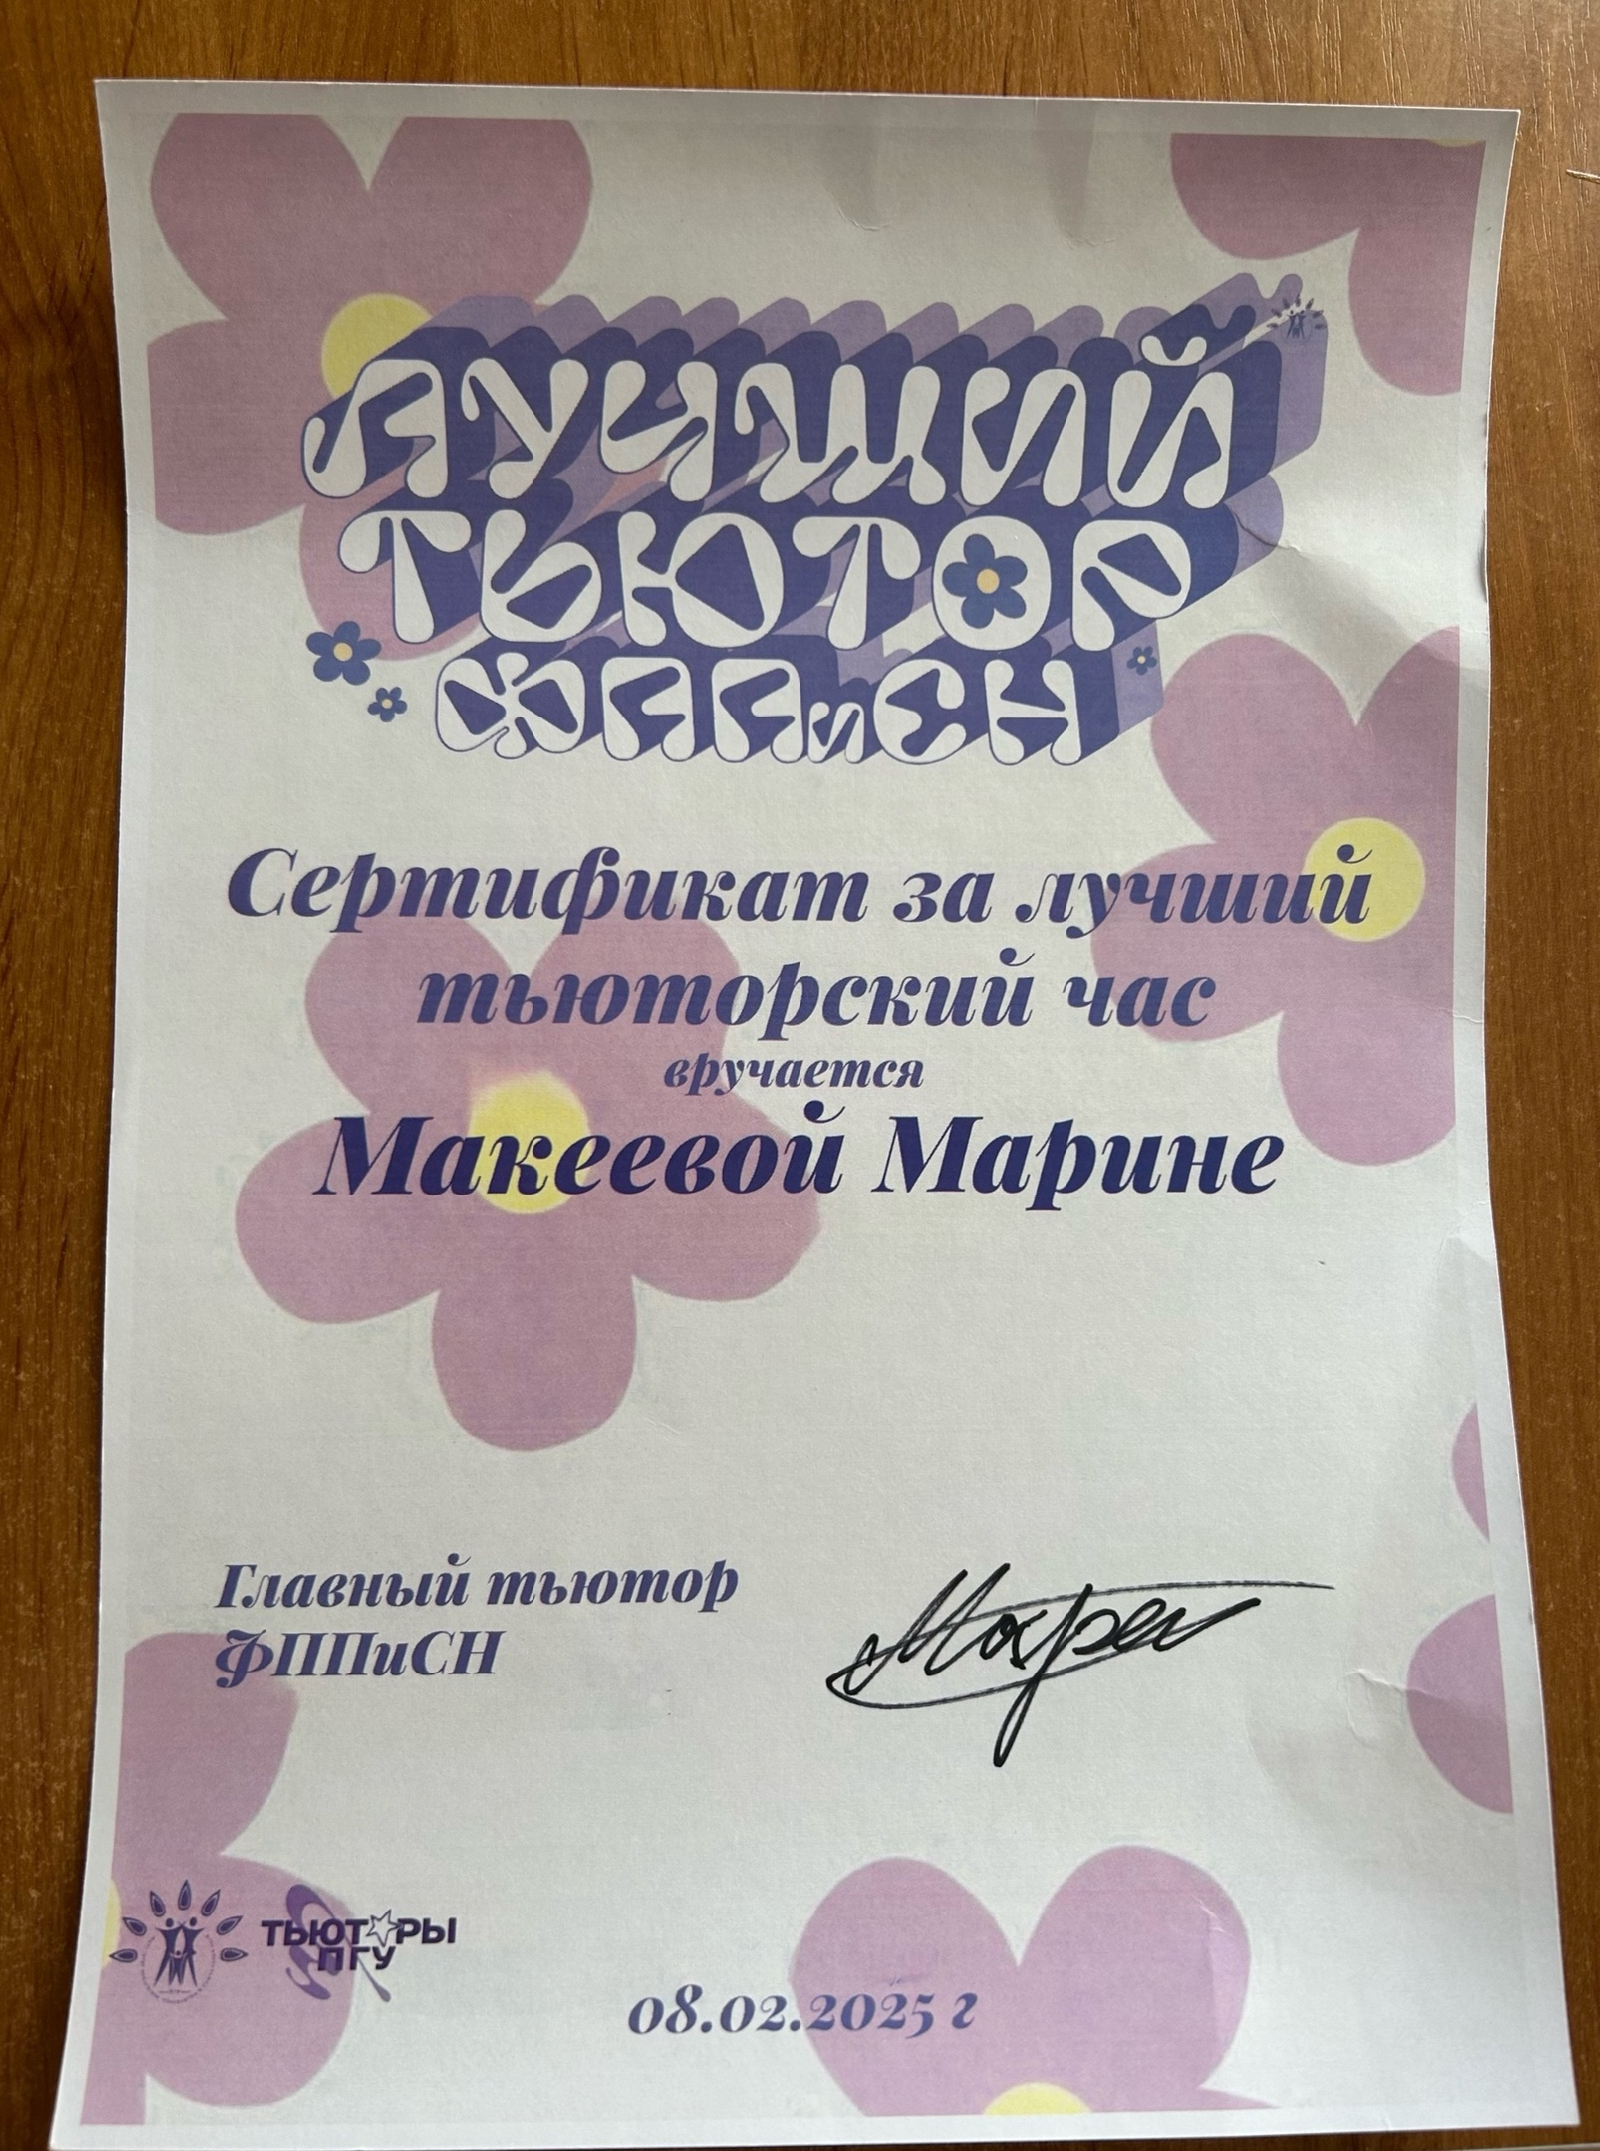 ЛУЧШИЙ
ТЬЮТОР
ФППиСН
Сертификат за лучший
тьюторский час
вручается
Макеевой Марине
Главный тьютор
ФППиСН
ТЬЮТОРЫ
ПГУ
08.02.2025 г